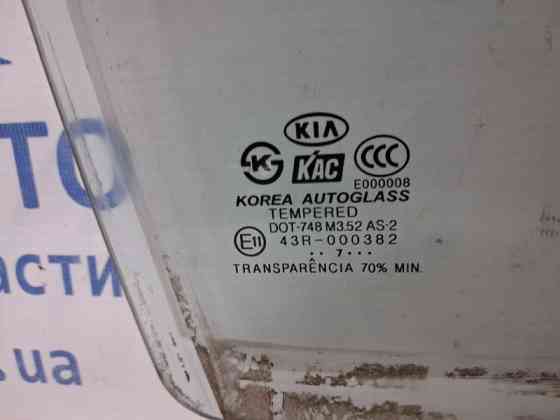 KIA
KS KAC CCC
E000008
KOREA AUTOGLASS
TEMPERED
DOT-748 M3.52 AS-2
E11 43R-000382
.. 7 ...
TRANSPARÊNCIA 70% MIN.
ТО
асти
.ua